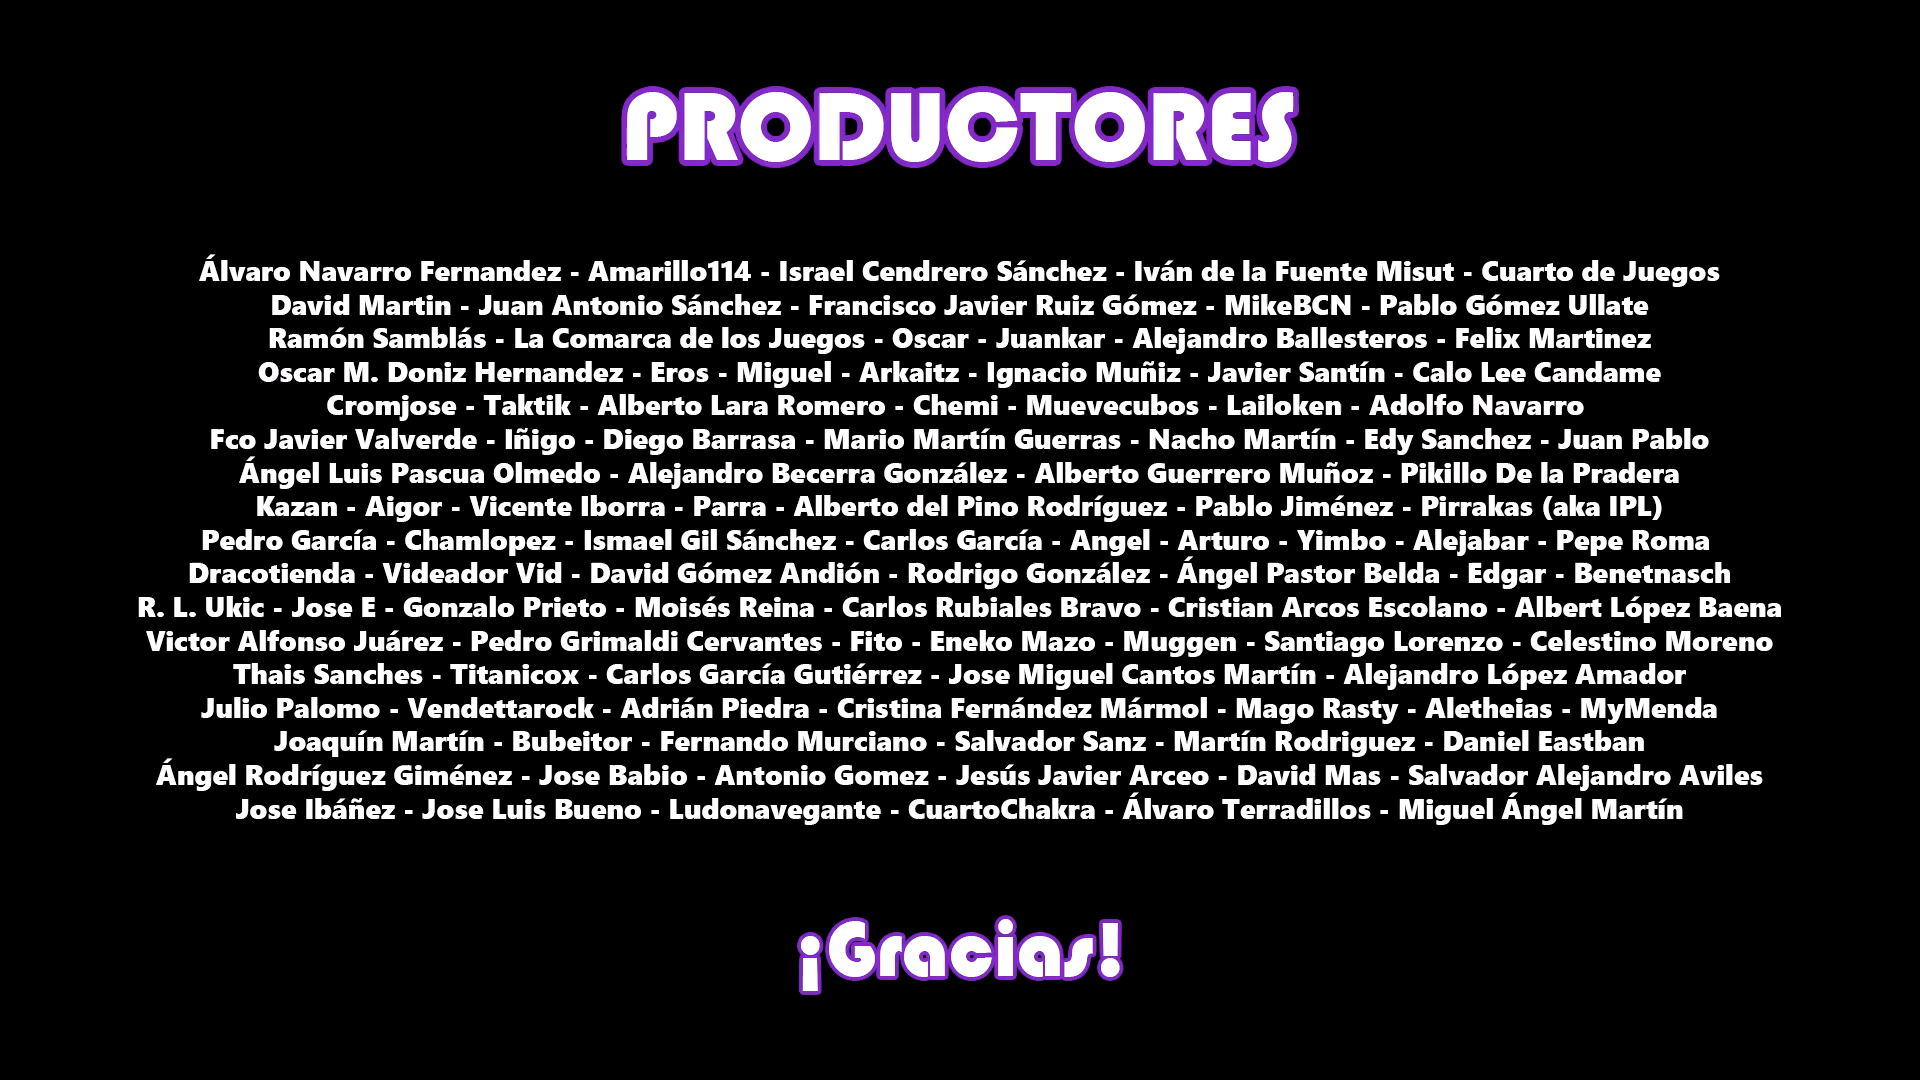 PRODUCTORES
Álvaro Navarro Fernandez - Amarillo114 - Israel Cendrero Sánchez - Iván de la Fuente Misut - Cuarto de Juegos
David Martin - Juan Antonio Sánchez - Francisco Javier Ruiz Gómez - MikeBCN - Pablo Gómez Ullate
Ramón Samblás - La Comarca de los Juegos - Oscar - Juankar - Alejandro Ballesteros - Felix Martinez
Oscar M. Doniz Hernandez - Eros - Miguel - Arkaitz - Ignacio Muñiz - Javier Santín - Calo Lee Candame
Cromjose - Taktik - Alberto Lara Romero - Chemi - Muevecubos - Lailoken - Adolfo Navarro
Fco Javier Valverde - Iñigo - Diego Barrasa - Mario Martín Guerras - Nacho Martín - Edy Sanchez - Juan Pablo
Ángel Luis Pascua Olmedo - Alejandro Becerra González - Alberto Guerrero Muñoz - Pikillo De la Pradera
Kazan - Aigor - Vicente Iborra - Parra - Alberto del Pino Rodríguez - Pablo Jiménez - Pirrakas (aka IPL)
Pedro García - Chamlopez - Ismael Gil Sánchez - Carlos García - Angel - Arturo - Yimbo - Alejabar - Pepe Roma
Dracotienda - Videador Vid - David Gómez Andión - Rodrigo González - Ángel Pastor Belda - Edgar - Benetnasch
R. L. Ukic - Jose E - Gonzalo Prieto - Moisés Reina - Carlos Rubiales Bravo - Cristian Arcos Escolano - Albert López Baena
Victor Alfonso Juárez - Pedro Grimaldi Cervantes - Fito - Eneko Mazo - Muggen - Santiago Lorenzo - Celestino Moreno
Thais Sanches - Titanicox - Carlos García Gutiérrez - Jose Miguel Cantos Martín - Alejandro López Amador
Julio Palomo - Vendettarock - Adrián Piedra - Cristina Fernández Mármol - Mago Rasty - Aletheias - MyMenda
Joaquín Martín - Bubeitor - Fernando Murciano - Salvador Sanz - Martín Rodriguez - Daniel Eastban
Ángel Rodríguez Giménez - Jose Babio - Antonio Gomez - Jesús Javier Arceo - David Mas - Salvador Alejandro Aviles
Jose Ibáñez - Jose Luis Bueno - Ludonavegante - CuartoChakra - Álvaro Terradillos - Miguel Ángel Martín
¡Gracias!